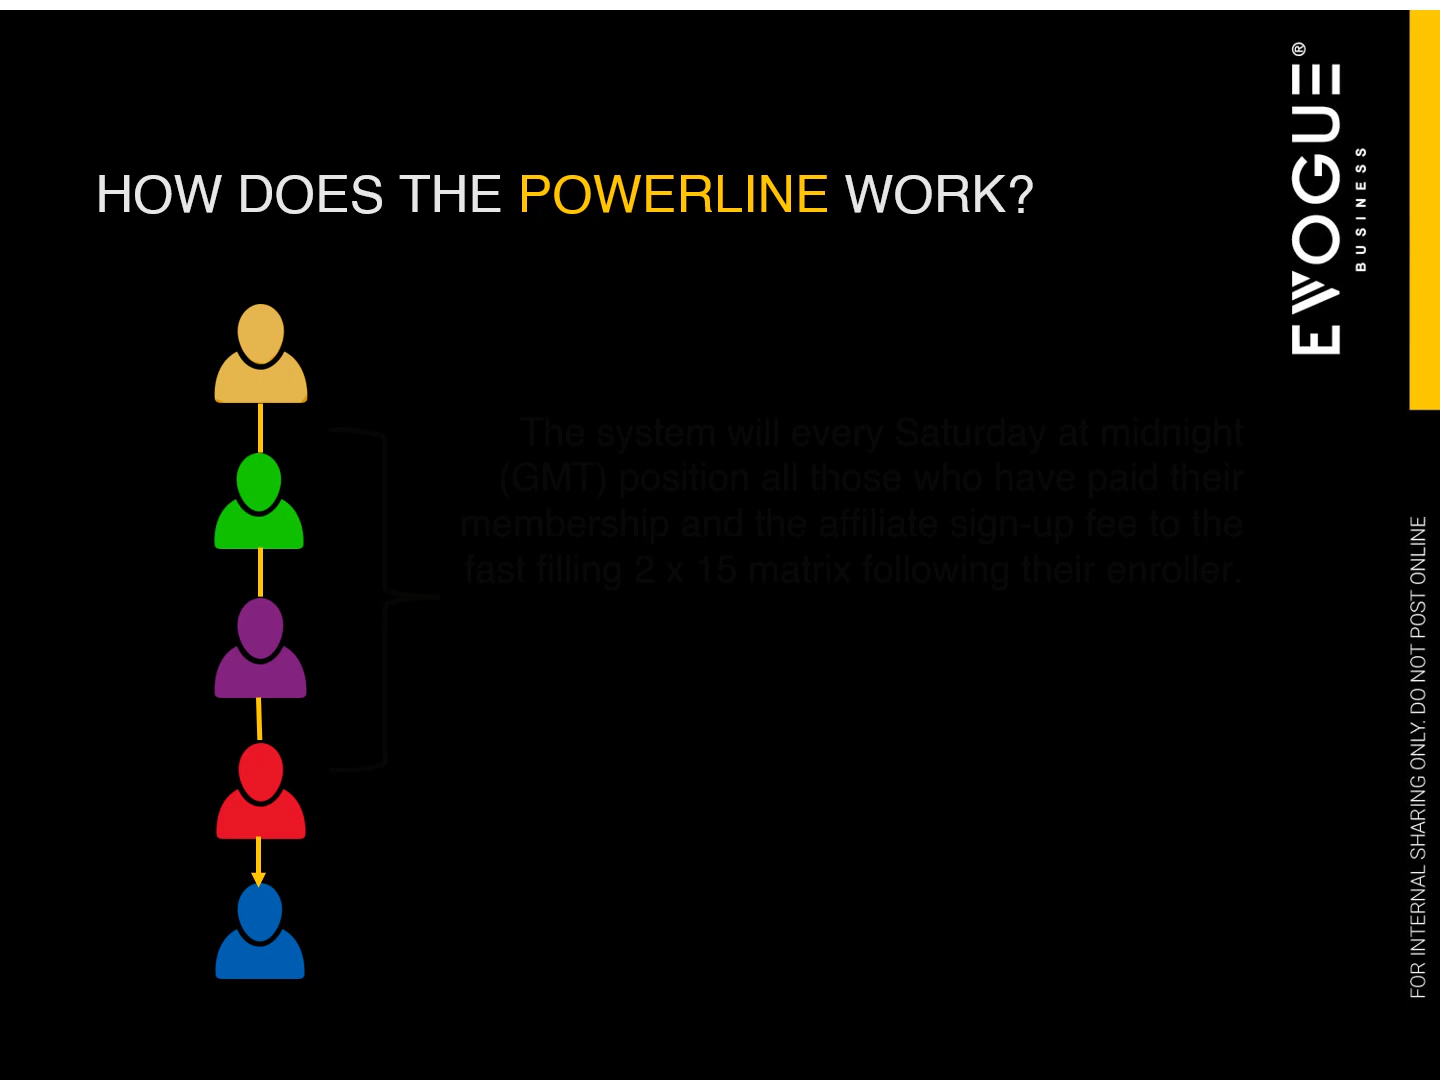 HOW DOES THE POWERLINE WORK?
The system will every Saturday at midnight
(GMT) position all those who have paid their
membership and the affiliate sign-up fee to the
fast filling 2 x 15 matrix following their enroller.
EVOGUE®
BUSINESS
FOR INTERNAL SHARING ONLY. DO NOT POST ONLINE